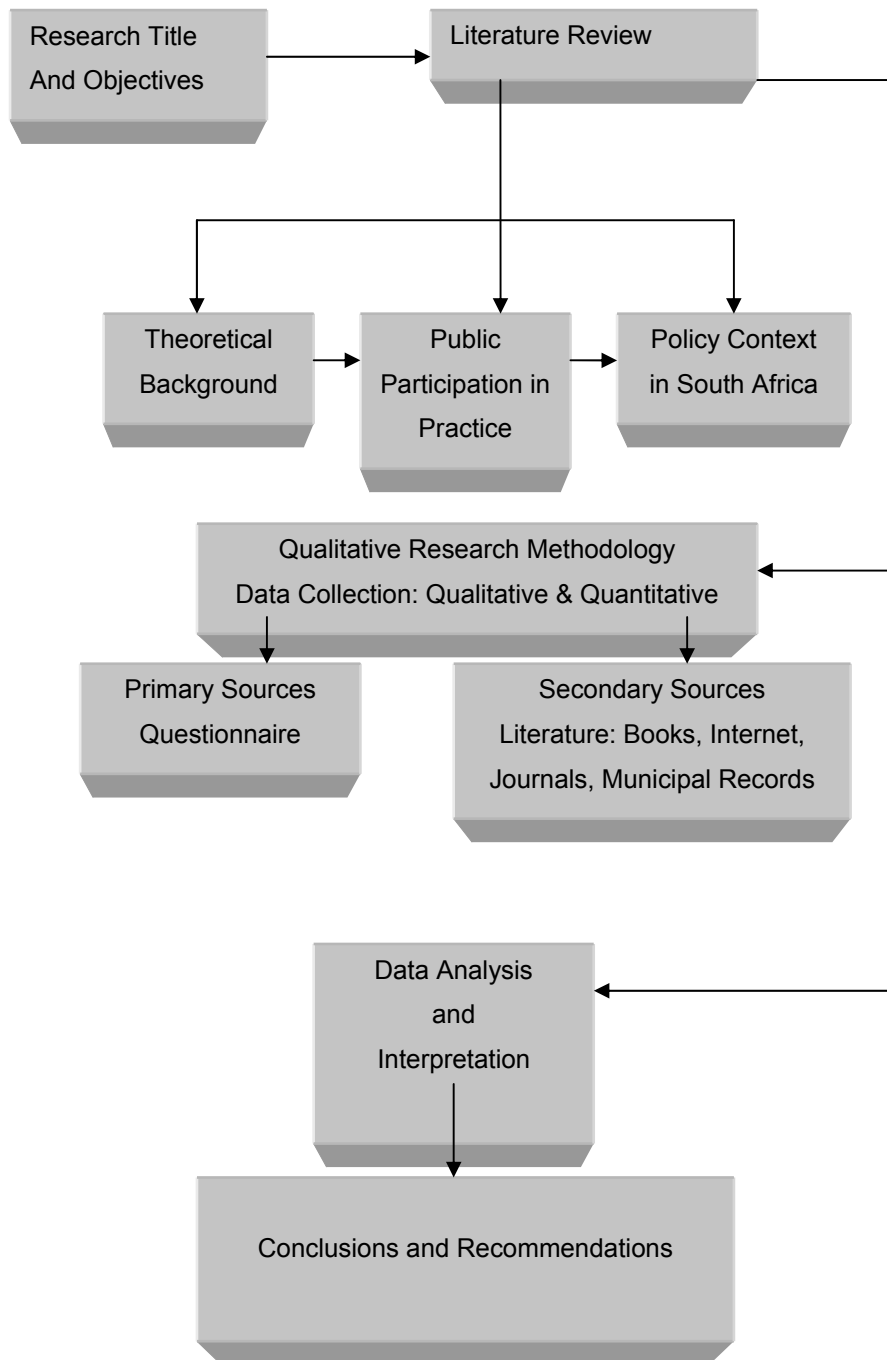 Research Title
And Objectives
Literature Review
Theoretical
Background
Public
Participation in
Practice
Policy Context
in South Africa
Qualitative Research Methodology
Data Collection: Qualitative & Quantitative
Primary Sources
Questionnaire
Secondary Sources
Literature: Books, Internet,
Journals, Municipal Records
Data Analysis
and
Interpretation
Conclusions and Recommendations